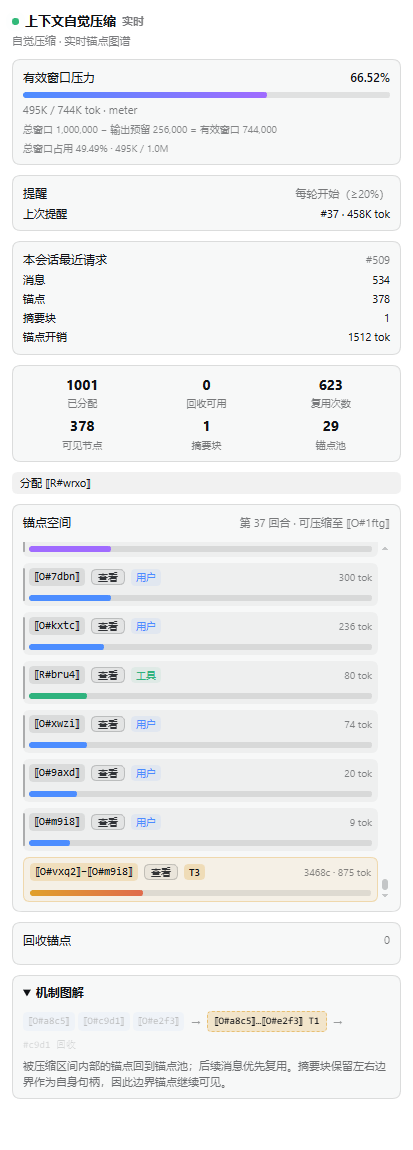 上下文自觉压缩 实时
自觉压缩 · 实时锚点图谱
有效窗口压力 66.52%
495K / 744K tok · meter
总窗口 1,000,000 − 输出预留 256,000 = 有效窗口 744,000
总窗口占用 49.49% · 495K / 1.0M
提醒 每轮开始（≥20%）
上次提醒 #37 · 458K tok
本会话最近请求 #509
消息 534
锚点 378
摘要块 1
锚点开销 1512 tok
1001 0 623
已分配 回收可用 复用次数
378 1 29
可见节点 摘要块 锚点池
分配 ⟦R#wrxo⟧
锚点空间 第 37 回合 · 可压缩至 ⟦O#1ftg⟧
⟦O#7dbn⟧ 查看 用户 300 tok
⟦O#kxtc⟧ 查看 用户 236 tok
⟦R#bru4⟧ 查看 工具 80 tok
⟦O#xwzi⟧ 查看 用户 74 tok
⟦O#9axd⟧ 查看 用户 20 tok
⟦O#m9i8⟧ 查看 用户 9 tok
⟦O#vxq2⟧–⟦O#m9i8⟧ 查看 T3 3468c · 875 tok
回收锚点 0
▼ 机制图解
⟦O#a8c5⟧ ⟦O#c9d1⟧ ⟦O#e2f3⟧ → ⟦O#a8c5⟧…⟦O#e2f3⟧ T1 →
#c9d1 回收
被压缩区间内部的锚点回到锚点池；后续消息优先复用。摘要块保留左右边
界作为自身句柄，因此边界锚点继续可见。